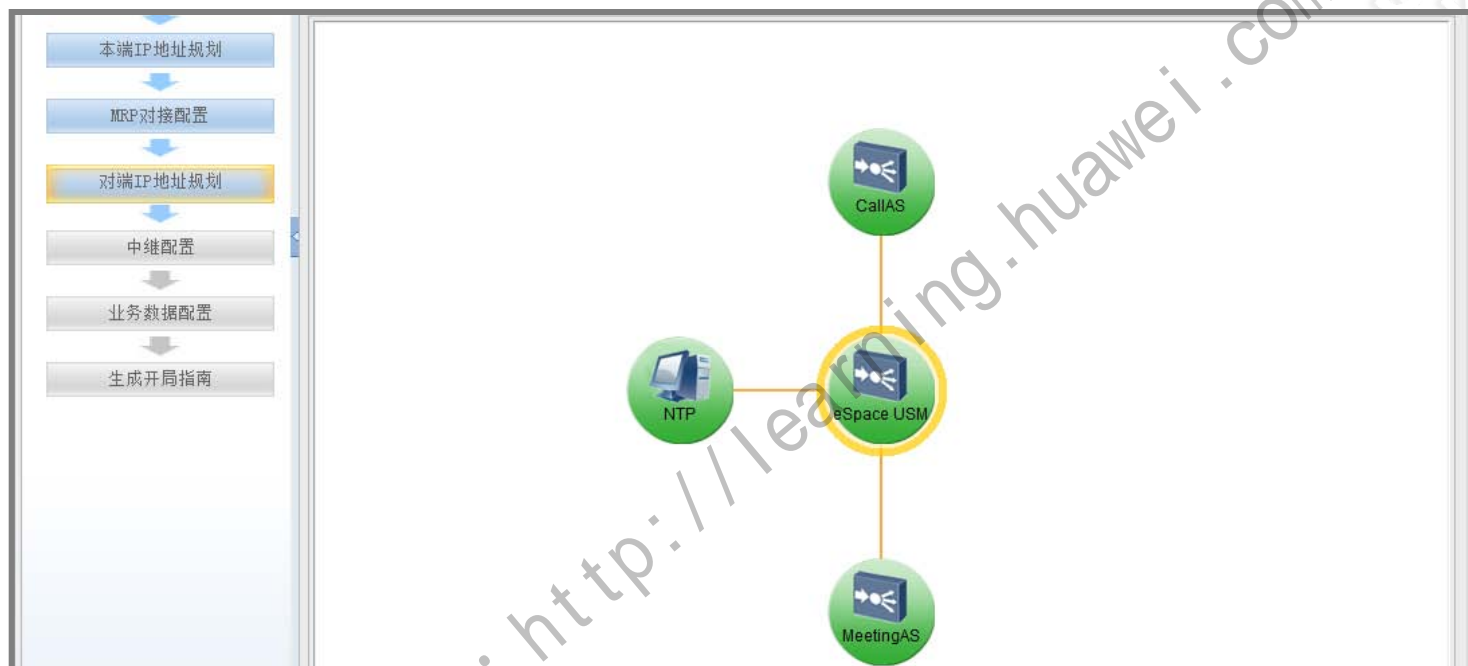 本端IP地址规划
MRP对接配置
对端IP地址规划
中继配置
业务数据配置
生成开局指南
CallAS
NTP
eSpace USM
MeetingAS
http://learning.huawei.com